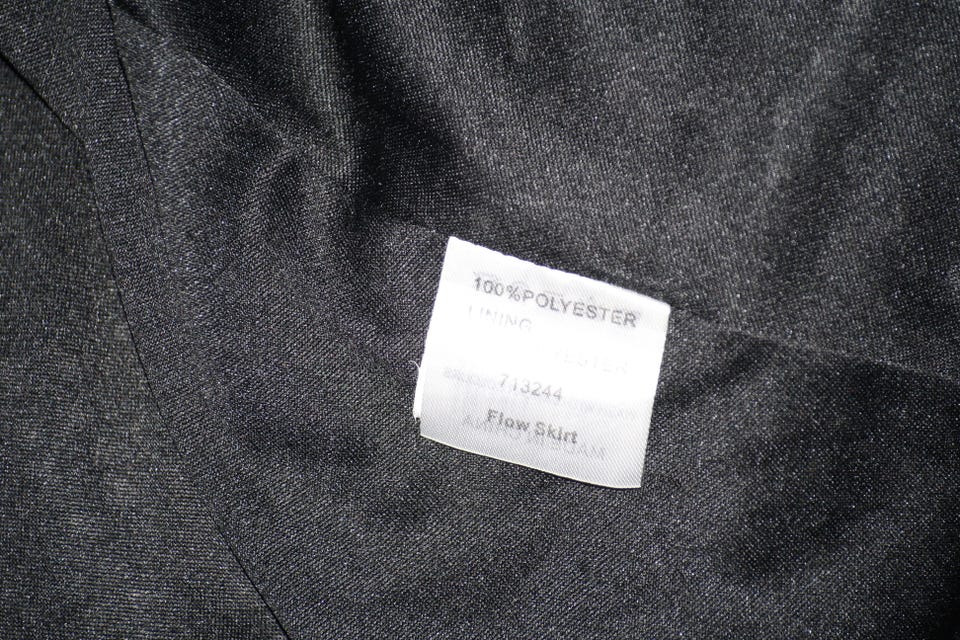 100%POLYESTER
LINING
713244
Flow Skirt